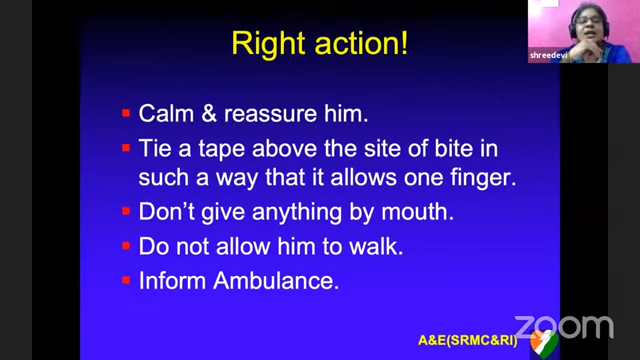 Right action!
Calm & reassure him.
Tie a tape above the site of bite in
such a way that it allows one finger.
Don't give anything by mouth.
Do not allow him to walk.
Inform Ambulance.
A&E(SRMC&RI)
shreedevi
zoom